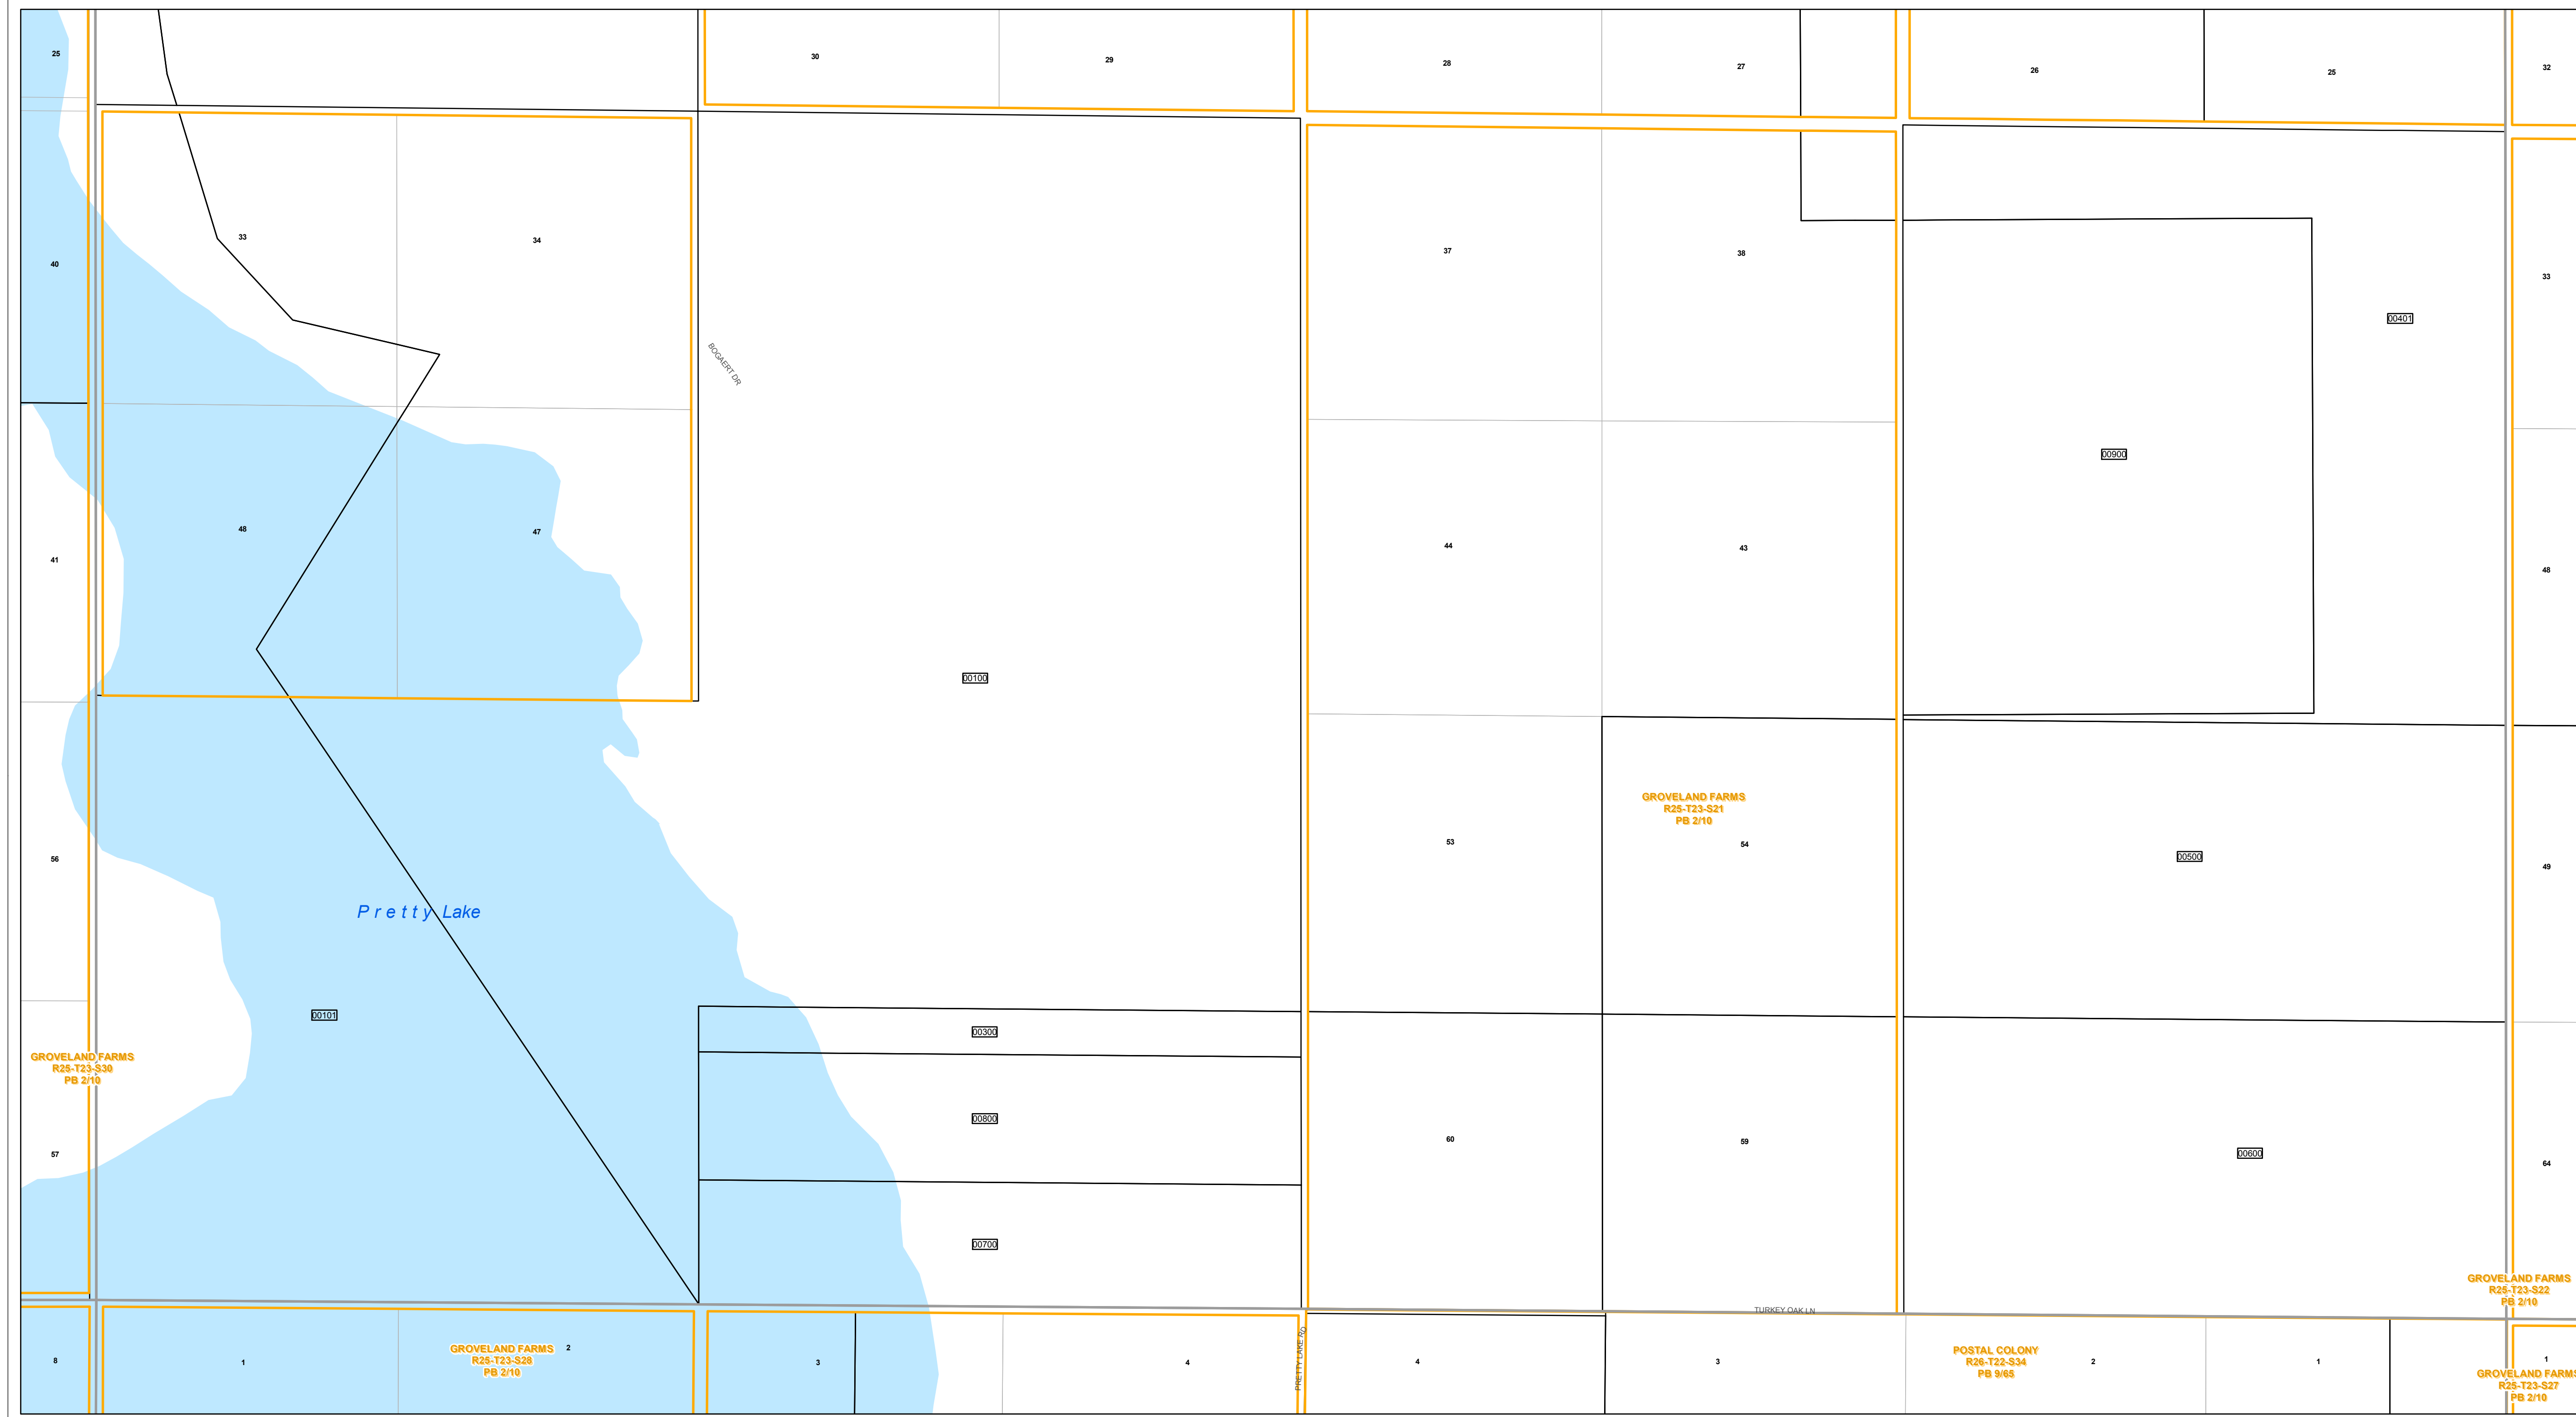 25
30
29
28
27
26
25
32
33
34
40
37
38
33
00401
BOGAERT DR
00900
48
47
41
44
43
48
00100
GROVELAND FARMS
R25-T23-S21
PB 2/10
53
54
56
00500
49
Pretty Lake
00101
00300
GROVELAND FARMS
R25-T23-S30
PB 2/10
00800
57
60
59
00600
64
00700
GROVELAND FARMS
R25-T23-S22
PB 2/10
TURKEY OAK LN
PRETTY LAKE RD
8
1
GROVELAND FARMS
R25-T23-S28
PB 2/10
2
3
4
4
3
POSTAL COLONY
R26-T22-S34
PB 9/65
2
1
1
GROVELAND FARMS
R25-T23-S27
PB 2/10